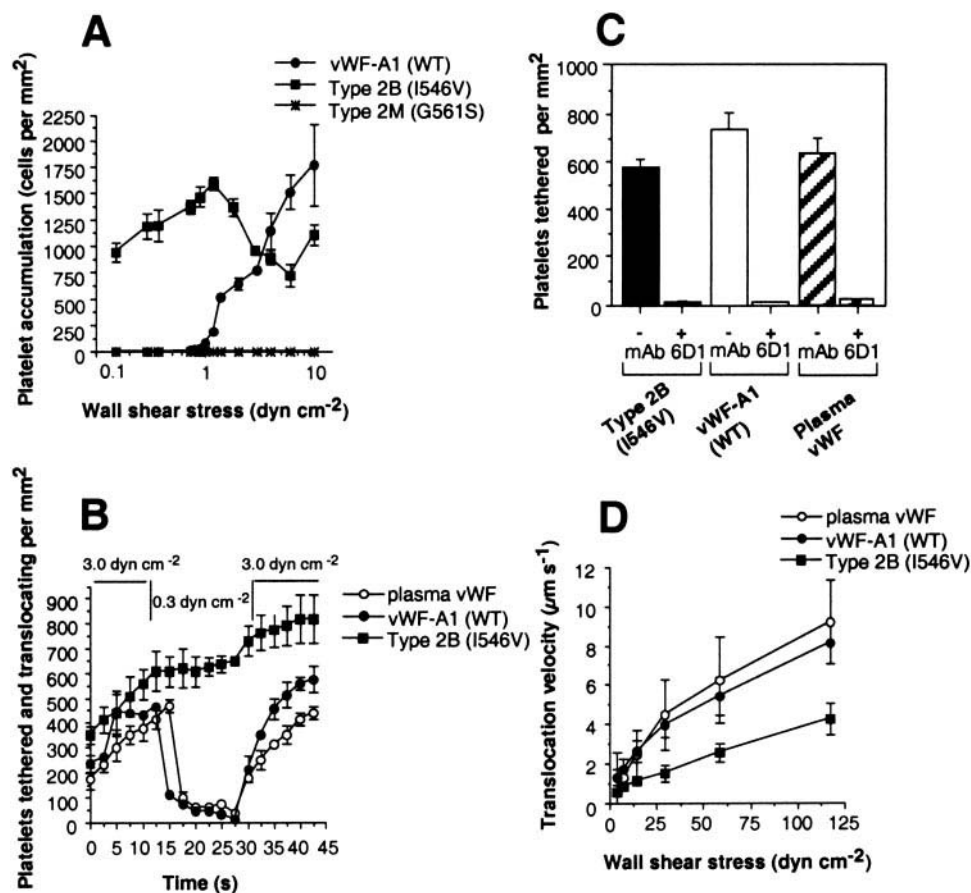 A
vWF-A1 (WT)
Type 2B (I546V)
Type 2M (G561S)
Platelet accumulation (cells per mm2)
2250
2000
1750
1500
1250
1000
750
500
250
0
0.1 1 10
Wall shear stress (dyn cm-2)
C
Platelets tethered per mm2
1000
800
600
400
200
0
- + - + - +
mAb 6D1 mAb 6D1 mAb 6D1
Type 2B
(I546V)
vWF-A1
(WT)
Plasma
vWF
B
Platelets tethered and translocating per mm2
3.0 dyn cm-2
0.3 dyn cm-2
3.0 dyn cm-2
plasma vWF
vWF-A1 (WT)
Type 2B (I546V)
900
800
700
600
500
400
300
200
100
0
0 5 10 15 20 25 30 35 40 45
Time (s)
D
plasma vWF
vWF-A1 (WT)
Type 2B (I546V)
Translocation velocity (μm s-1)
12
10
8
6
4
2
0
0 25 50 75 100 125
Wall shear stress (dyn cm-2)